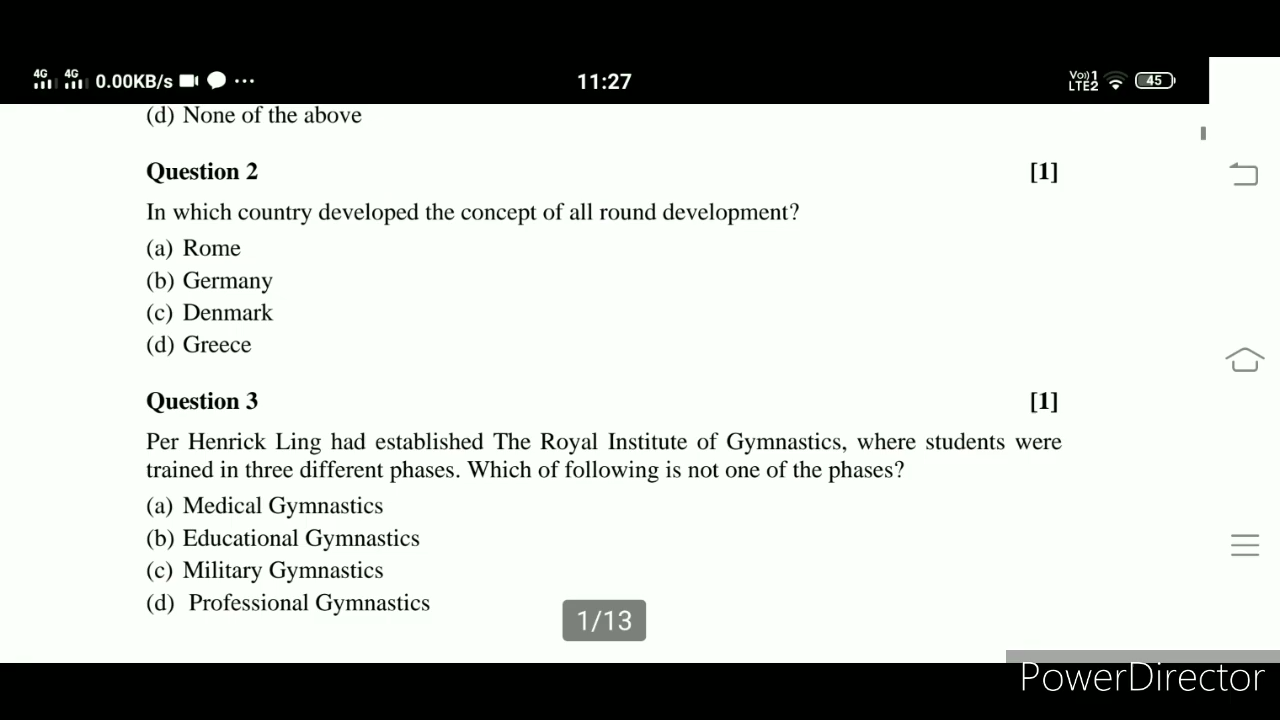 4G 4G 0.00KB/s ... 11:27 Vo)) 1 LTE2 45
(d) None of the above
Question 2 [1]
In which country developed the concept of all round development?
(a) Rome
(b) Germany
(c) Denmark
(d) Greece
Question 3 [1]
Per Henrick Ling had established The Royal Institute of Gymnastics, where students were
trained in three different phases. Which of following is not one of the phases?
(a) Medical Gymnastics
(b) Educational Gymnastics
(c) Military Gymnastics
(d) Professional Gymnastics
1/13
PowerDirector